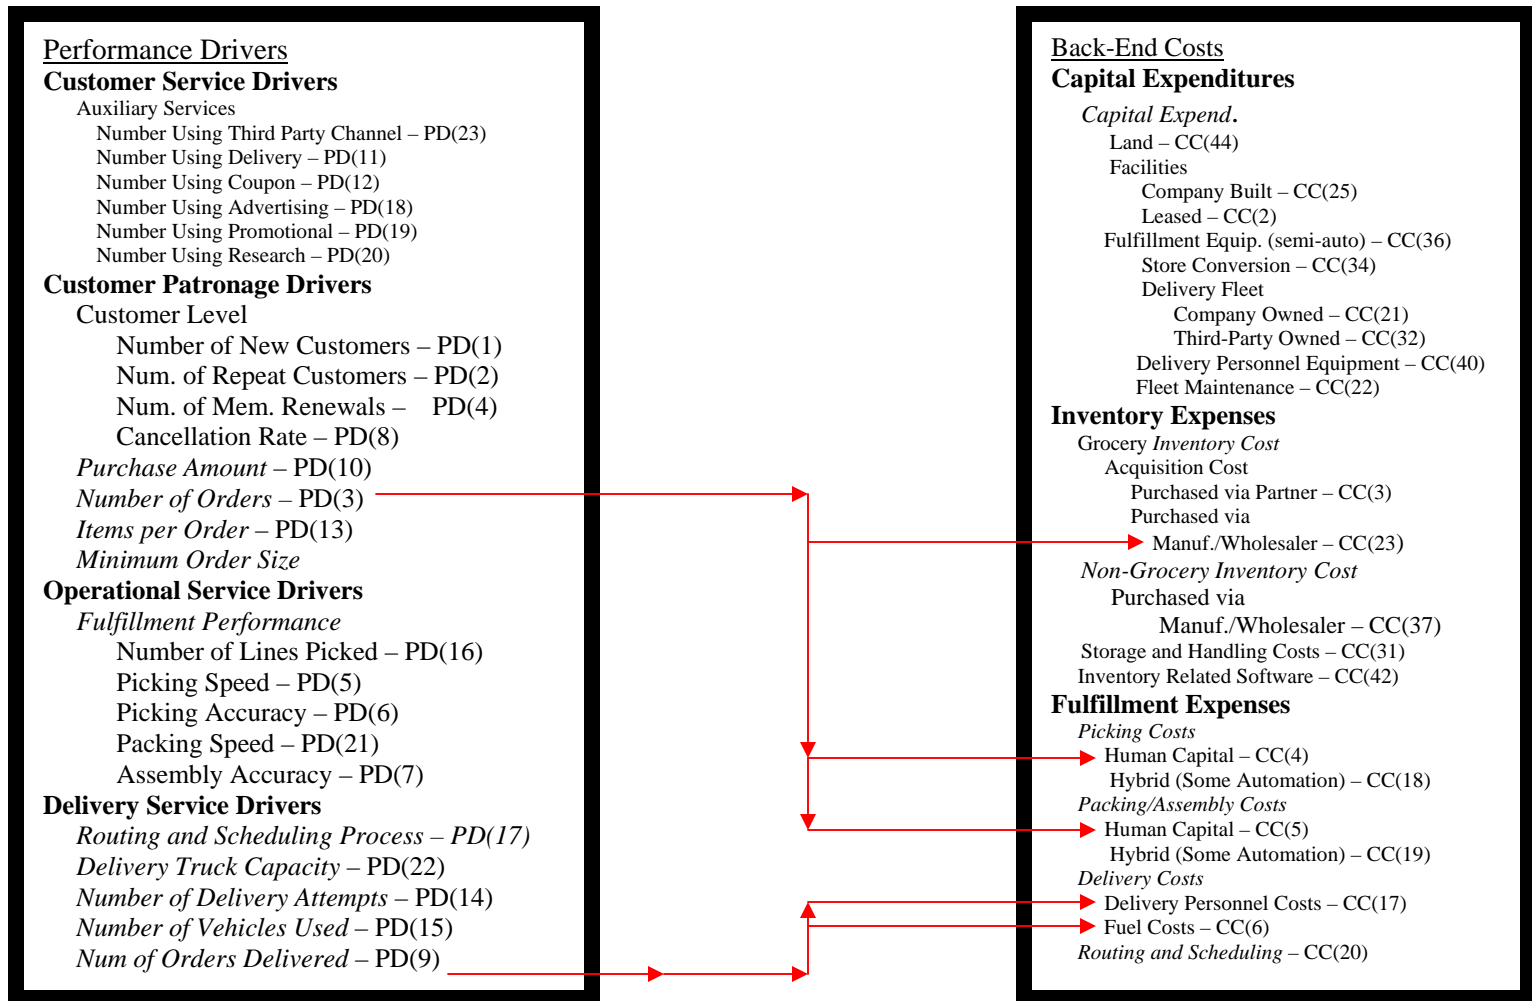 Performance Drivers
Customer Service Drivers
Auxiliary Services
Number Using Third Party Channel – PD(23)
Number Using Delivery – PD(11)
Number Using Coupon – PD(12)
Number Using Advertising – PD(18)
Number Using Promotional – PD(19)
Number Using Research – PD(20)
Customer Patronage Drivers
Customer Level
Number of New Customers – PD(1)
Num. of Repeat Customers – PD(2)
Num. of Mem. Renewals – PD(4)
Cancellation Rate – PD(8)
Purchase Amount – PD(10)
Number of Orders – PD(3)
Items per Order – PD(13)
Minimum Order Size
Operational Service Drivers
Fulfillment Performance
Number of Lines Picked – PD(16)
Picking Speed – PD(5)
Picking Accuracy – PD(6)
Packing Speed – PD(21)
Assembly Accuracy – PD(7)
Delivery Service Drivers
Routing and Scheduling Process – PD(17)
Delivery Truck Capacity – PD(22)
Number of Delivery Attempts – PD(14)
Number of Vehicles Used – PD(15)
Num of Orders Delivered – PD(9)
Back-End Costs
Capital Expenditures
Capital Expend.
Land – CC(44)
Facilities
Company Built – CC(25)
Leased – CC(2)
Fulfillment Equip. (semi-auto) – CC(36)
Store Conversion – CC(34)
Delivery Fleet
Company Owned – CC(21)
Third-Party Owned – CC(32)
Delivery Personnel Equipment – CC(40)
Fleet Maintenance – CC(22)
Inventory Expenses
Grocery Inventory Cost
Acquisition Cost
Purchased via Partner – CC(3)
Purchased via
Manuf./Wholesaler – CC(23)
Non-Grocery Inventory Cost
Purchased via
Manuf./Wholesaler – CC(37)
Storage and Handling Costs – CC(31)
Inventory Related Software – CC(42)
Fulfillment Expenses
Picking Costs
Human Capital – CC(4)
Hybrid (Some Automation) – CC(18)
Packing/Assembly Costs
Human Capital – CC(5)
Hybrid (Some Automation) – CC(19)
Delivery Costs
Delivery Personnel Costs – CC(17)
Fuel Costs – CC(6)
Routing and Scheduling – CC(20)